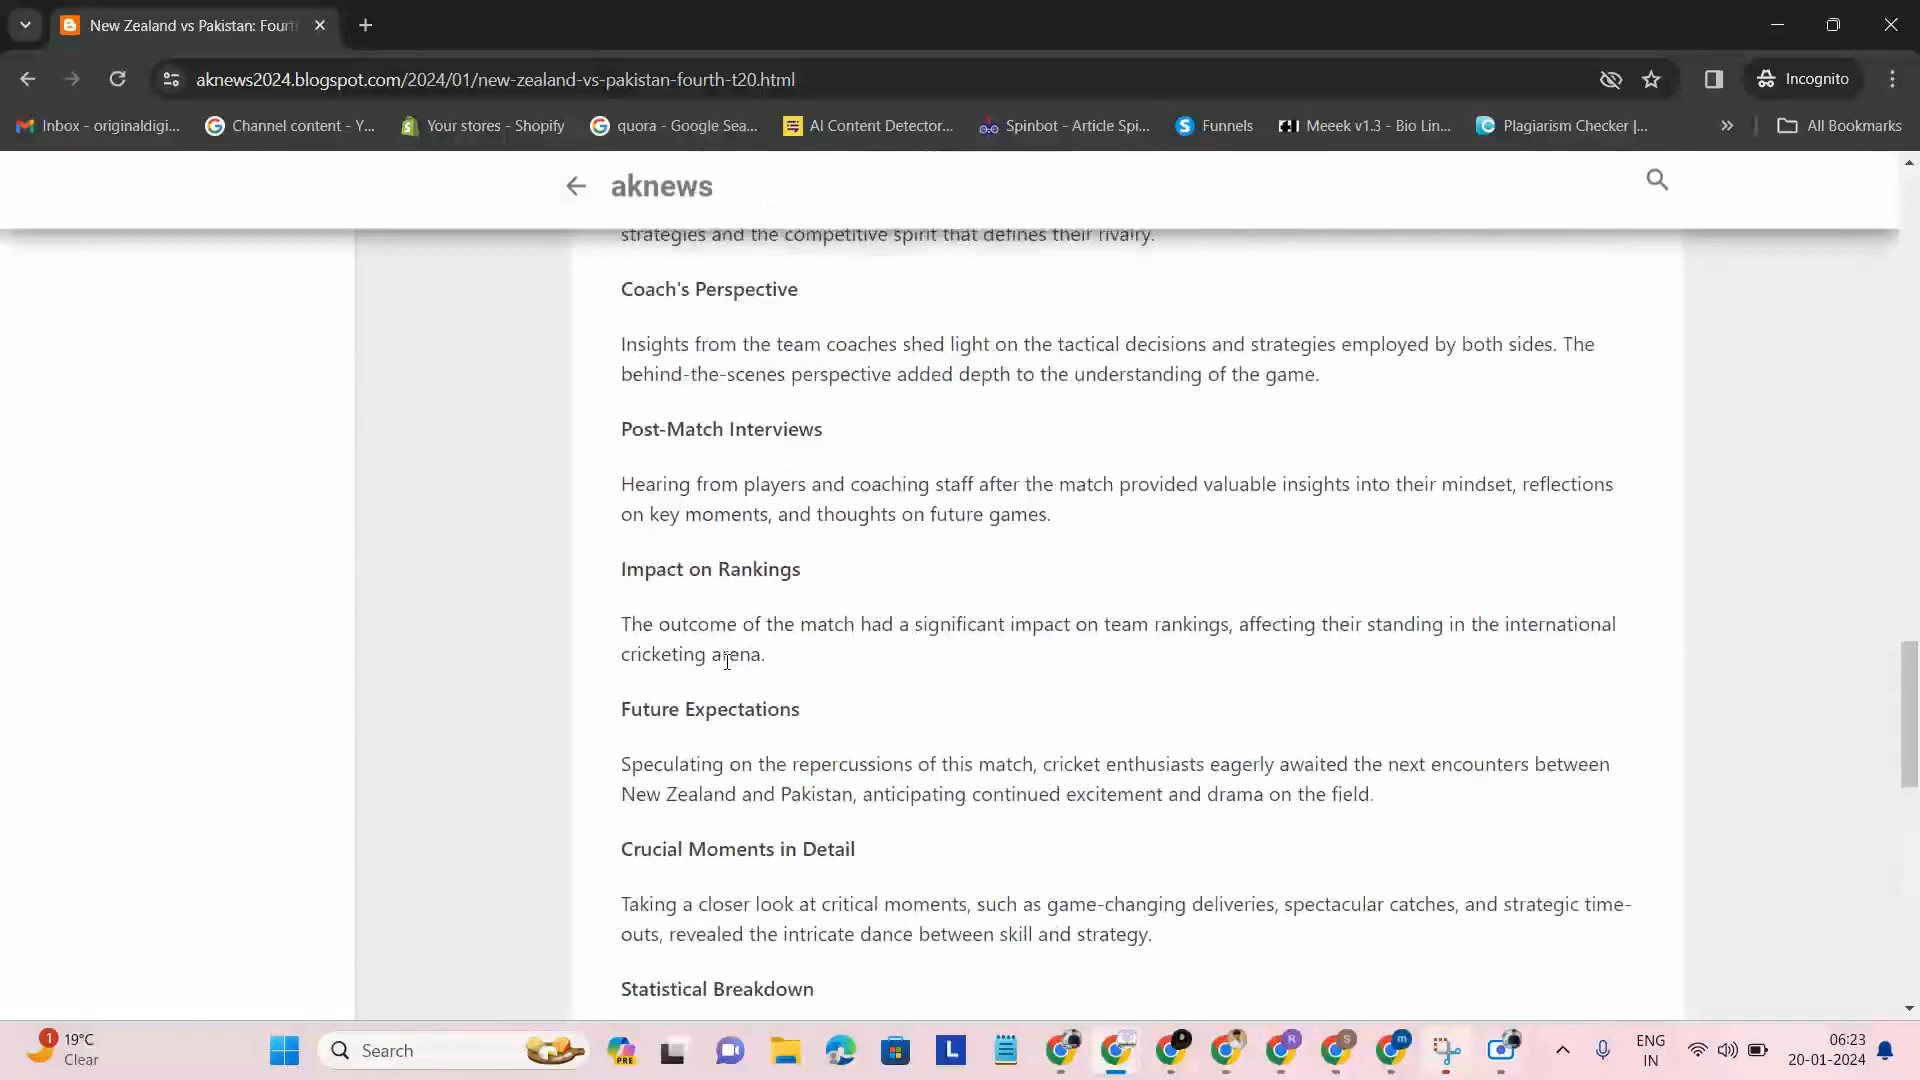 New Zealand vs Pakistan: Fourt
aknews2024.blogspot.com/2024/01/new-zealand-vs-pakistan-fourth-t20.html
Incognito
Inbox - originaldigi...
Channel content - Y...
Your stores - Shopify
quora - Google Sea...
AI Content Detector...
Spinbot - Article Spi...
Funnels
Meeek v1.3 - Bio Lin...
Plagiarism Checker |...
All Bookmarks
aknews
strategies and the competitive spirit that defines their rivalry.
Coach's Perspective
Insights from the team coaches shed light on the tactical decisions and strategies employed by both sides. The
behind-the-scenes perspective added depth to the understanding of the game.
Post-Match Interviews
Hearing from players and coaching staff after the match provided valuable insights into their mindset, reflections
on key moments, and thoughts on future games.
Impact on Rankings
The outcome of the match had a significant impact on team rankings, affecting their standing in the international
cricketing arena.
Future Expectations
Speculating on the repercussions of this match, cricket enthusiasts eagerly awaited the next encounters between
New Zealand and Pakistan, anticipating continued excitement and drama on the field.
Crucial Moments in Detail
Taking a closer look at critical moments, such as game-changing deliveries, spectacular catches, and strategic time-
outs, revealed the intricate dance between skill and strategy.
Statistical Breakdown
1
19°C
Clear
Search
PRE
L
R
S
m
ENG
IN
06:23
20-01-2024